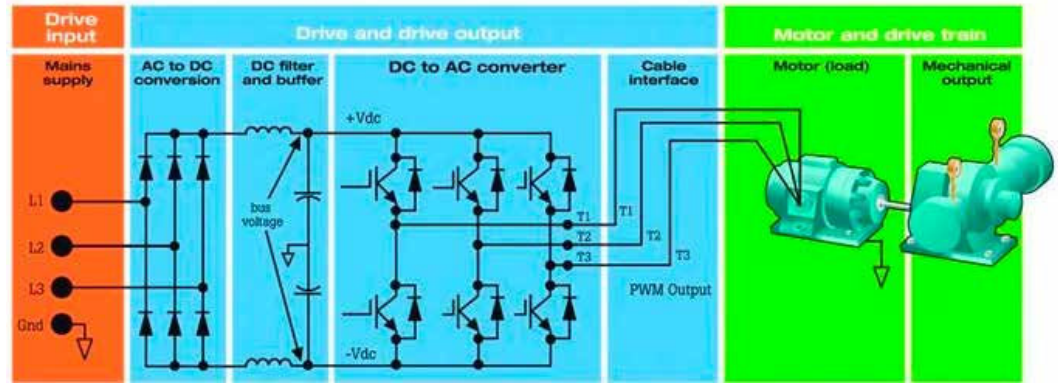 Drive
input
Drive and drive output
Motor and drive train
Mains
supply
AC to DC
conversion
DC filter
and buffer
DC to AC converter
Cable
interface
Motor (load)
Mechanical
output
+Vdc
L1
L2
L3
Gnd
bus
voltage
T1
T2
T3
T1
T2
T3
PWM Output
-Vdc